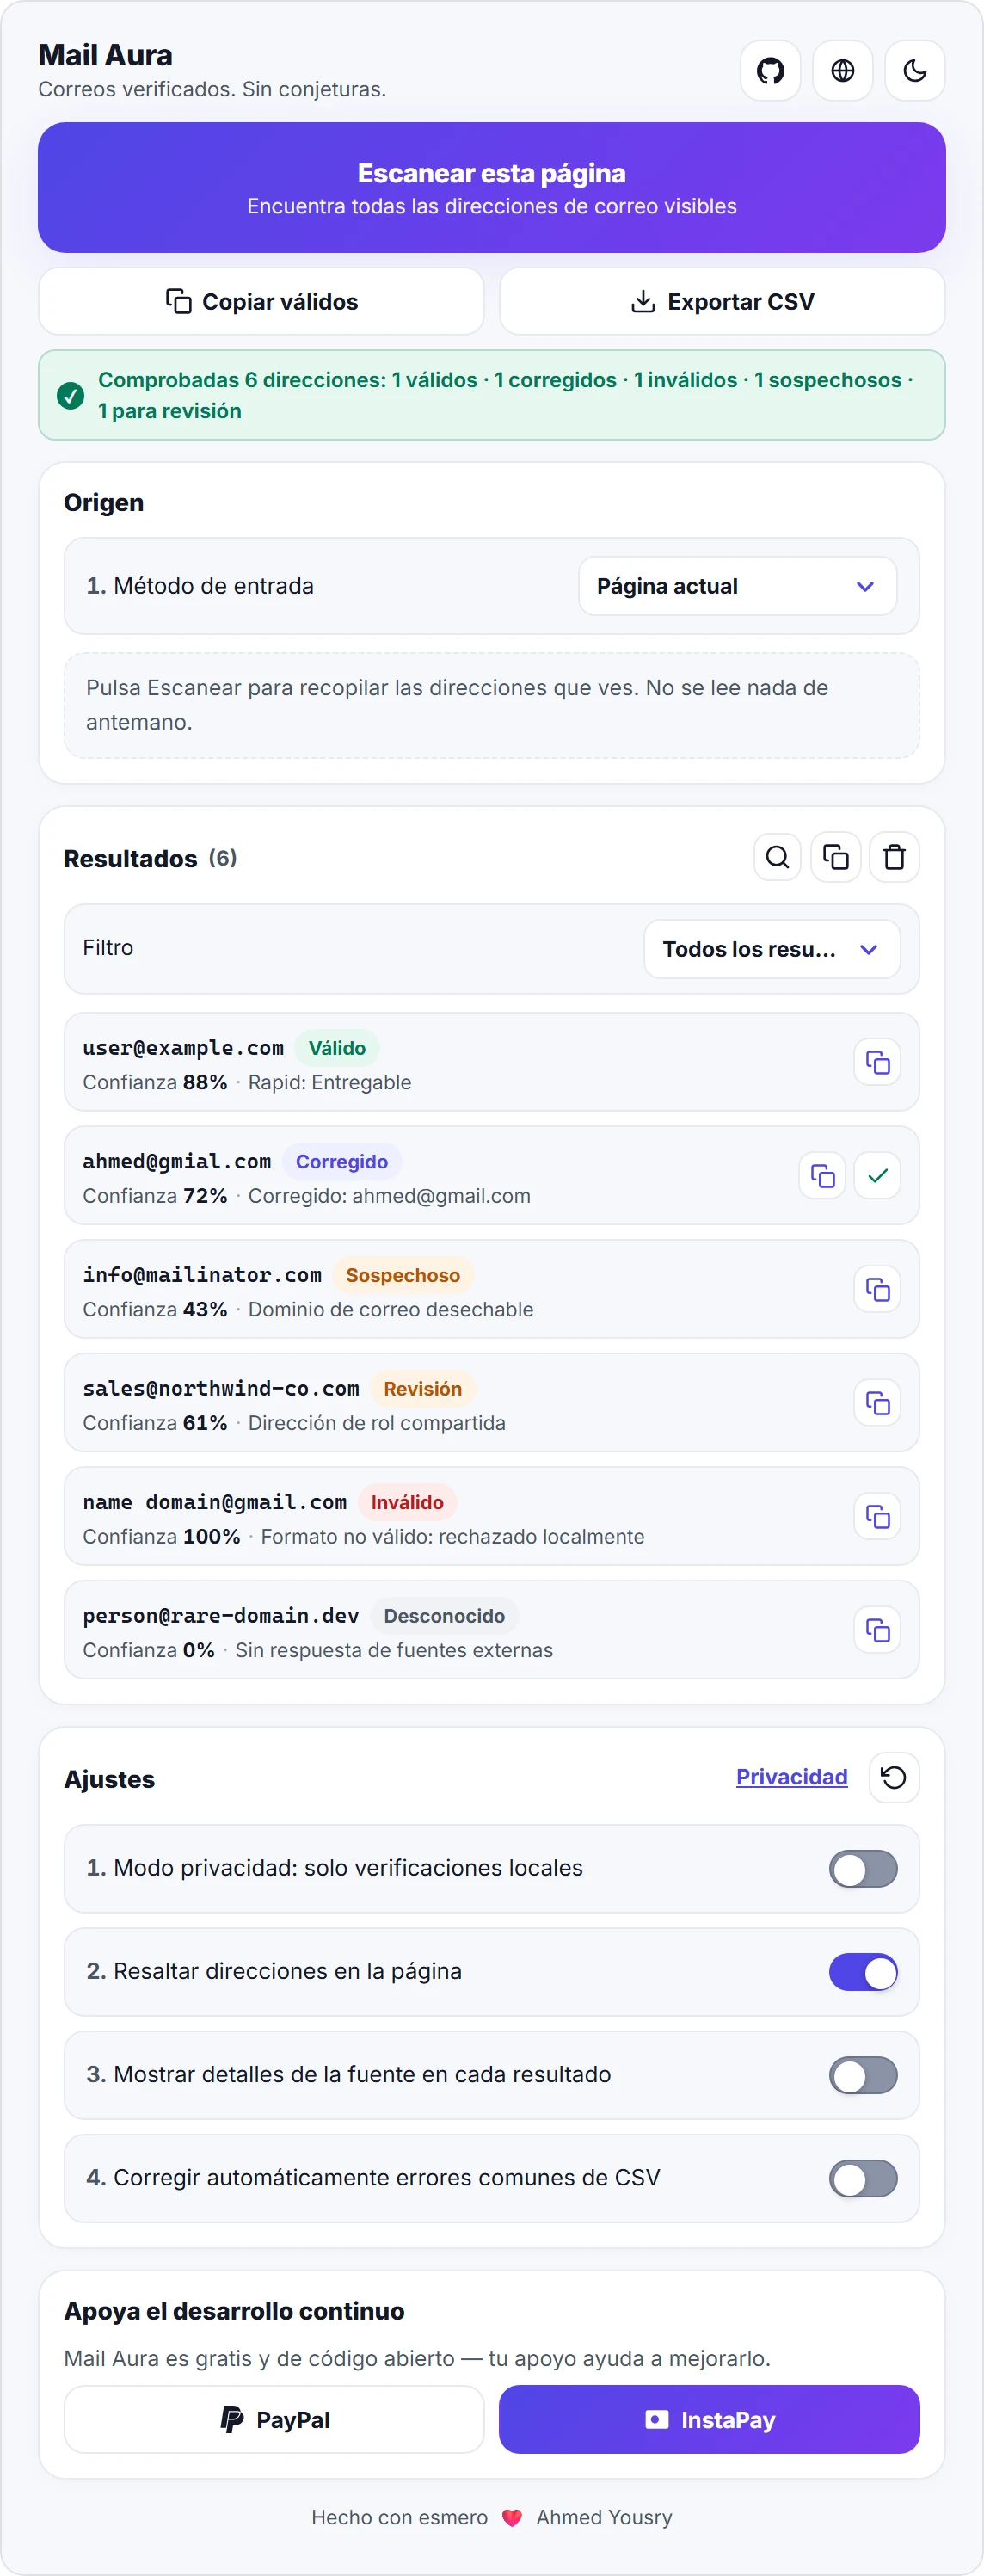 Mail Aura
Correos verificados. Sin conjeturas.
Escanear esta página
Encuentra todas las direcciones de correo visibles
Copiar válidos
Exportar CSV
Comprobadas 6 direcciones: 1 válidos · 1 corregidos · 1 inválidos · 1 sospechosos ·
1 para revisión
Origen
1. Método de entrada
Página actual
Pulsa Escanear para recopilar las direcciones que ves. No se lee nada de
antemano.
Resultados (6)
Filtro
Todos los resu...
user@example.com Válido
Confianza 88% · Rapid: Entregable
ahmed@gmial.com Corregido
Confianza 72% · Corregido: ahmed@gmail.com
info@mailinator.com Sospechoso
Confianza 43% · Dominio de correo desechable
sales@northwind-co.com Revisión
Confianza 61% · Dirección de rol compartida
name domain@gmail.com Inválido
Confianza 100% · Formato no válido: rechazado localmente
person@rare-domain.dev Desconocido
Confianza 0% · Sin respuesta de fuentes externas
Ajustes
Privacidad
1. Modo privacidad: solo verificaciones locales
2. Resaltar direcciones en la página
3. Mostrar detalles de la fuente en cada resultado
4. Corregir automáticamente errores comunes de CSV
Apoya el desarrollo continuo
Mail Aura es gratis y de código abierto — tu apoyo ayuda a mejorarlo.
PayPal
InstaPay
Hecho con esmero ❤️ Ahmed Yousry